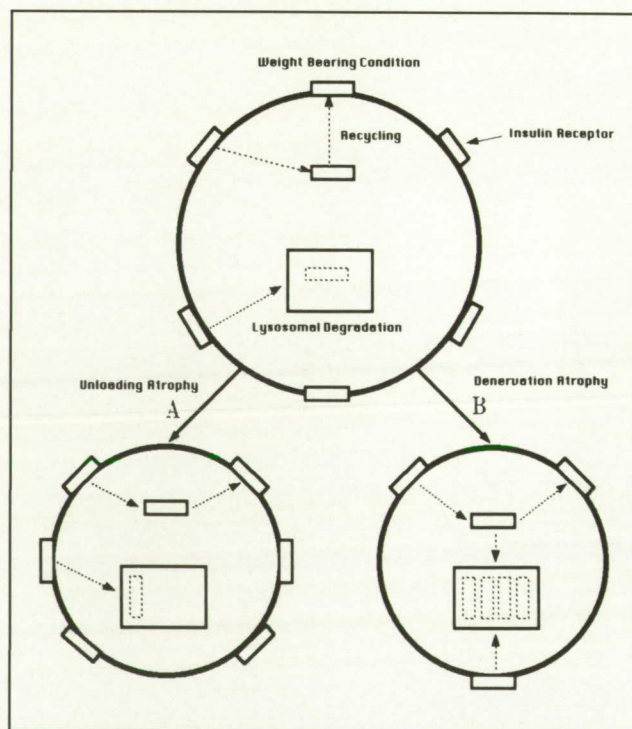 Weight Bearing Condition
Recycling
Insulin Receptor
Lysosomal Degradation
Unloading Atrophy
A
Denervation Atrophy
B